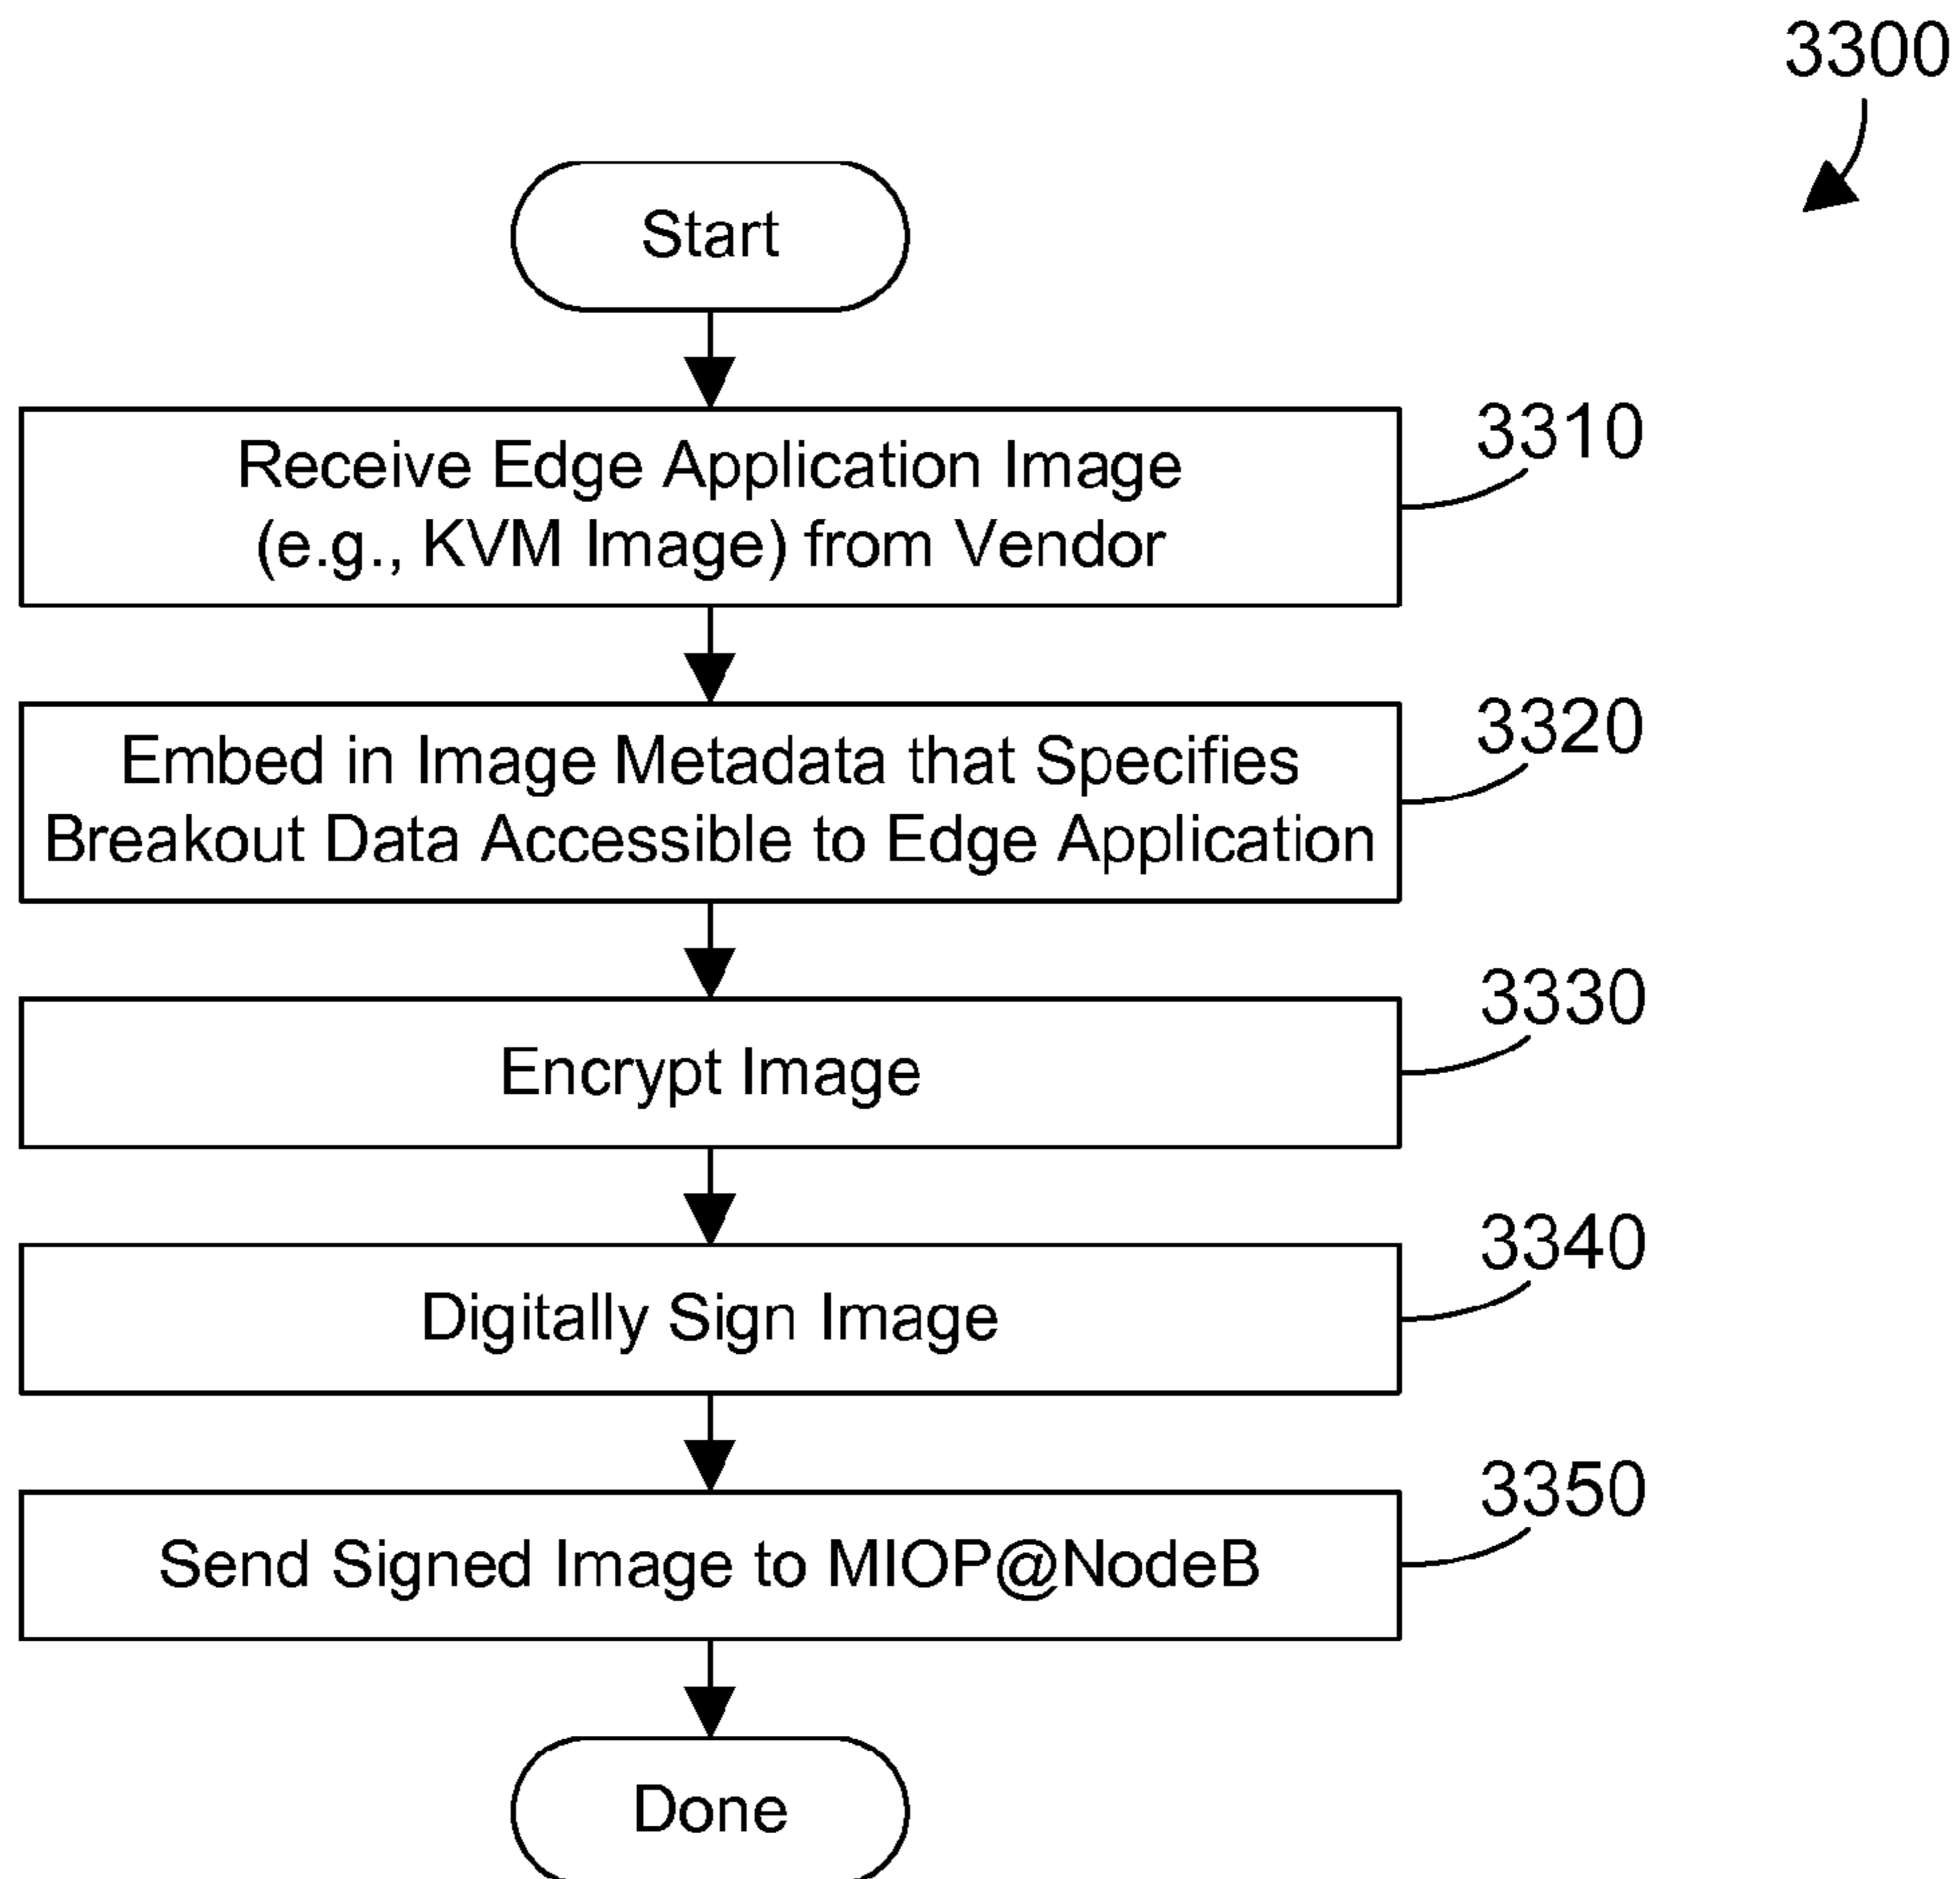 3300
Start
Receive Edge Application Image
(e.g., KVM Image) from Vendor
3310
Embed in Image Metadata that Specifies
Breakout Data Accessible to Edge Application
3320
Encrypt Image
3330
Digitally Sign Image
3340
Send Signed Image to MIOP@NodeB
3350
Done